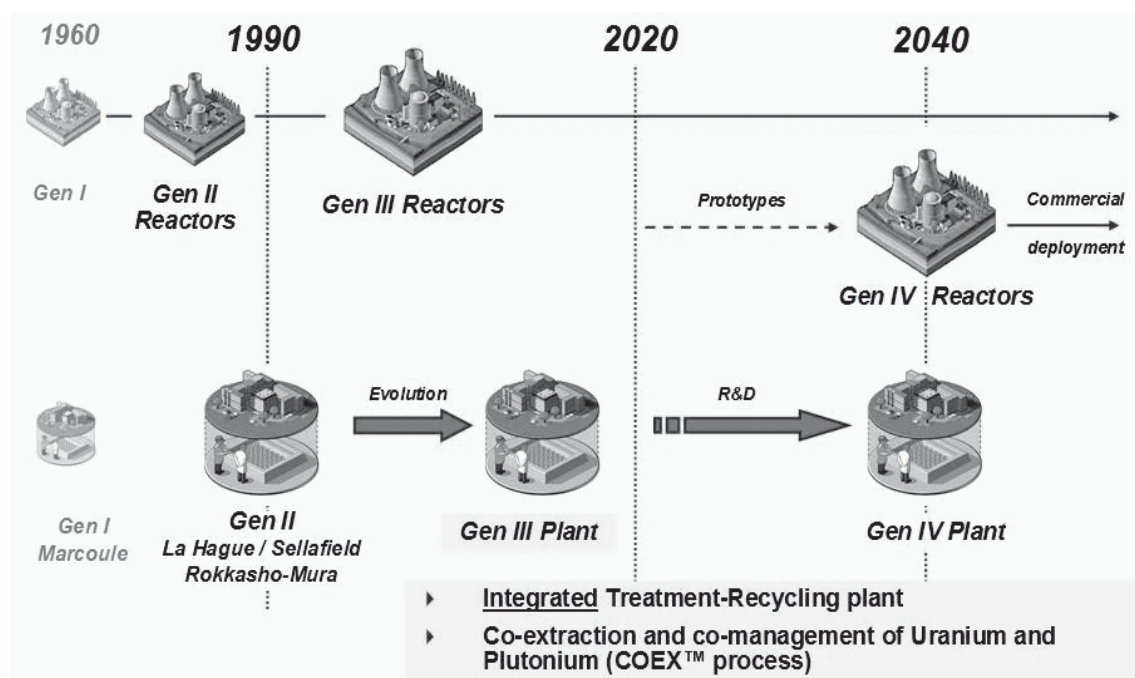 1960
1990
2020
2040
Gen I
Gen II
Reactors
Gen III Reactors
Prototypes
Commercial
deployment
Gen IV Reactors
Evolution
R&D
Gen I
Marcoule
Gen II
La Hague / Sellafield
Rokkasho-Mura
Gen III Plant
Gen IV Plant
Integrated Treatment-Recycling plant
Co-extraction and co-management of Uranium and
Plutonium (COEX™ process)